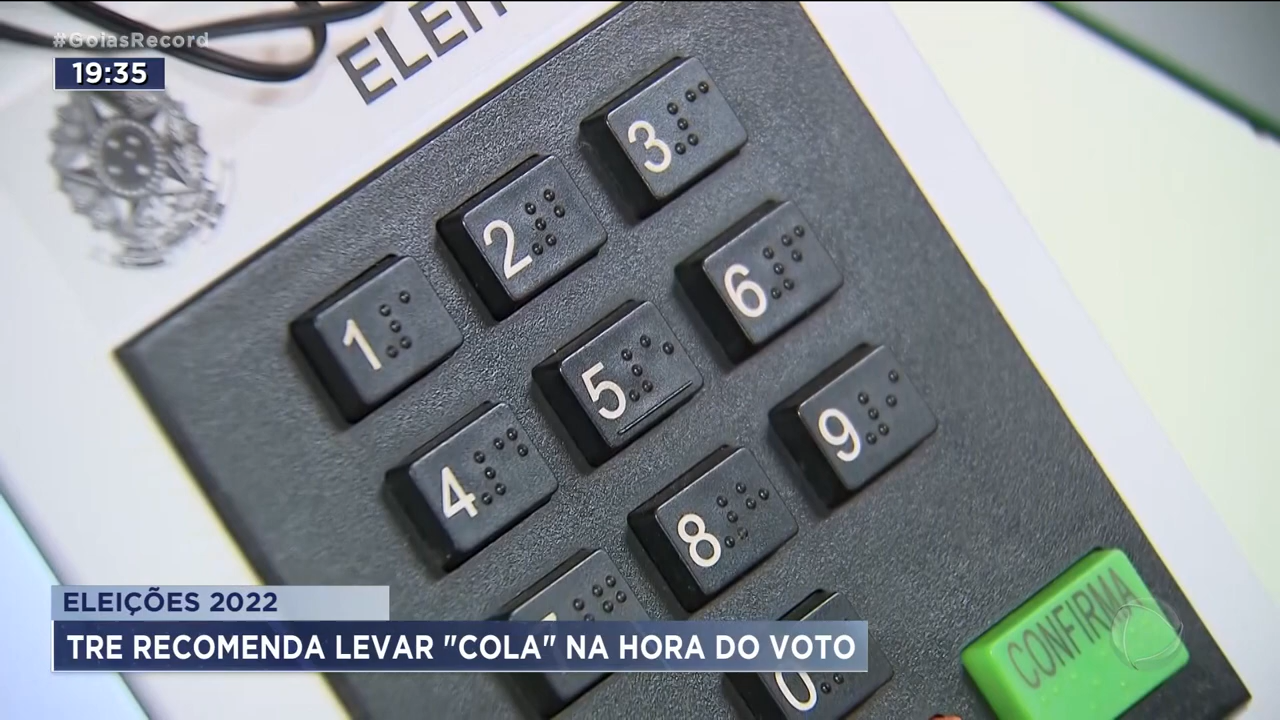 #GoiasRecord
19:35
1
2
3
4
5
6
8
9
0
CONFIRMA
ELEIÇÕES 2022
TRE RECOMENDA LEVAR "COLA" NA HORA DO VOTO